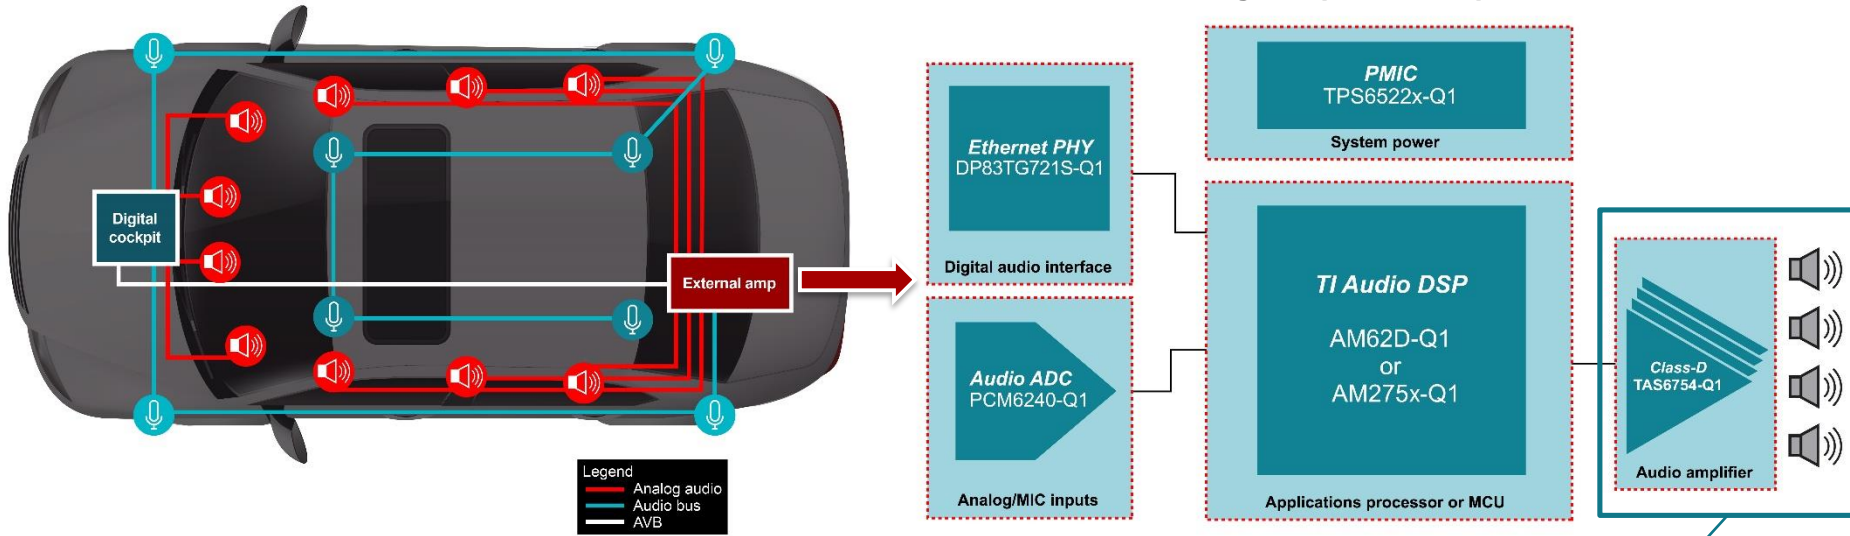 Digital
cockpit
External amp
Legend
Analog audio
Audio bus
AVB
Ethernet PHY
DP83TG721S-Q1
Digital audio interface
Audio ADC
PCM6240-Q1
Analog/MIC inputs
PMIC
TPS6522x-Q1
System power
TI Audio DSP
AM62D-Q1
or
AM275x-Q1
Applications processor or MCU
Class-D
TAS6754-Q1
Audio amplifier